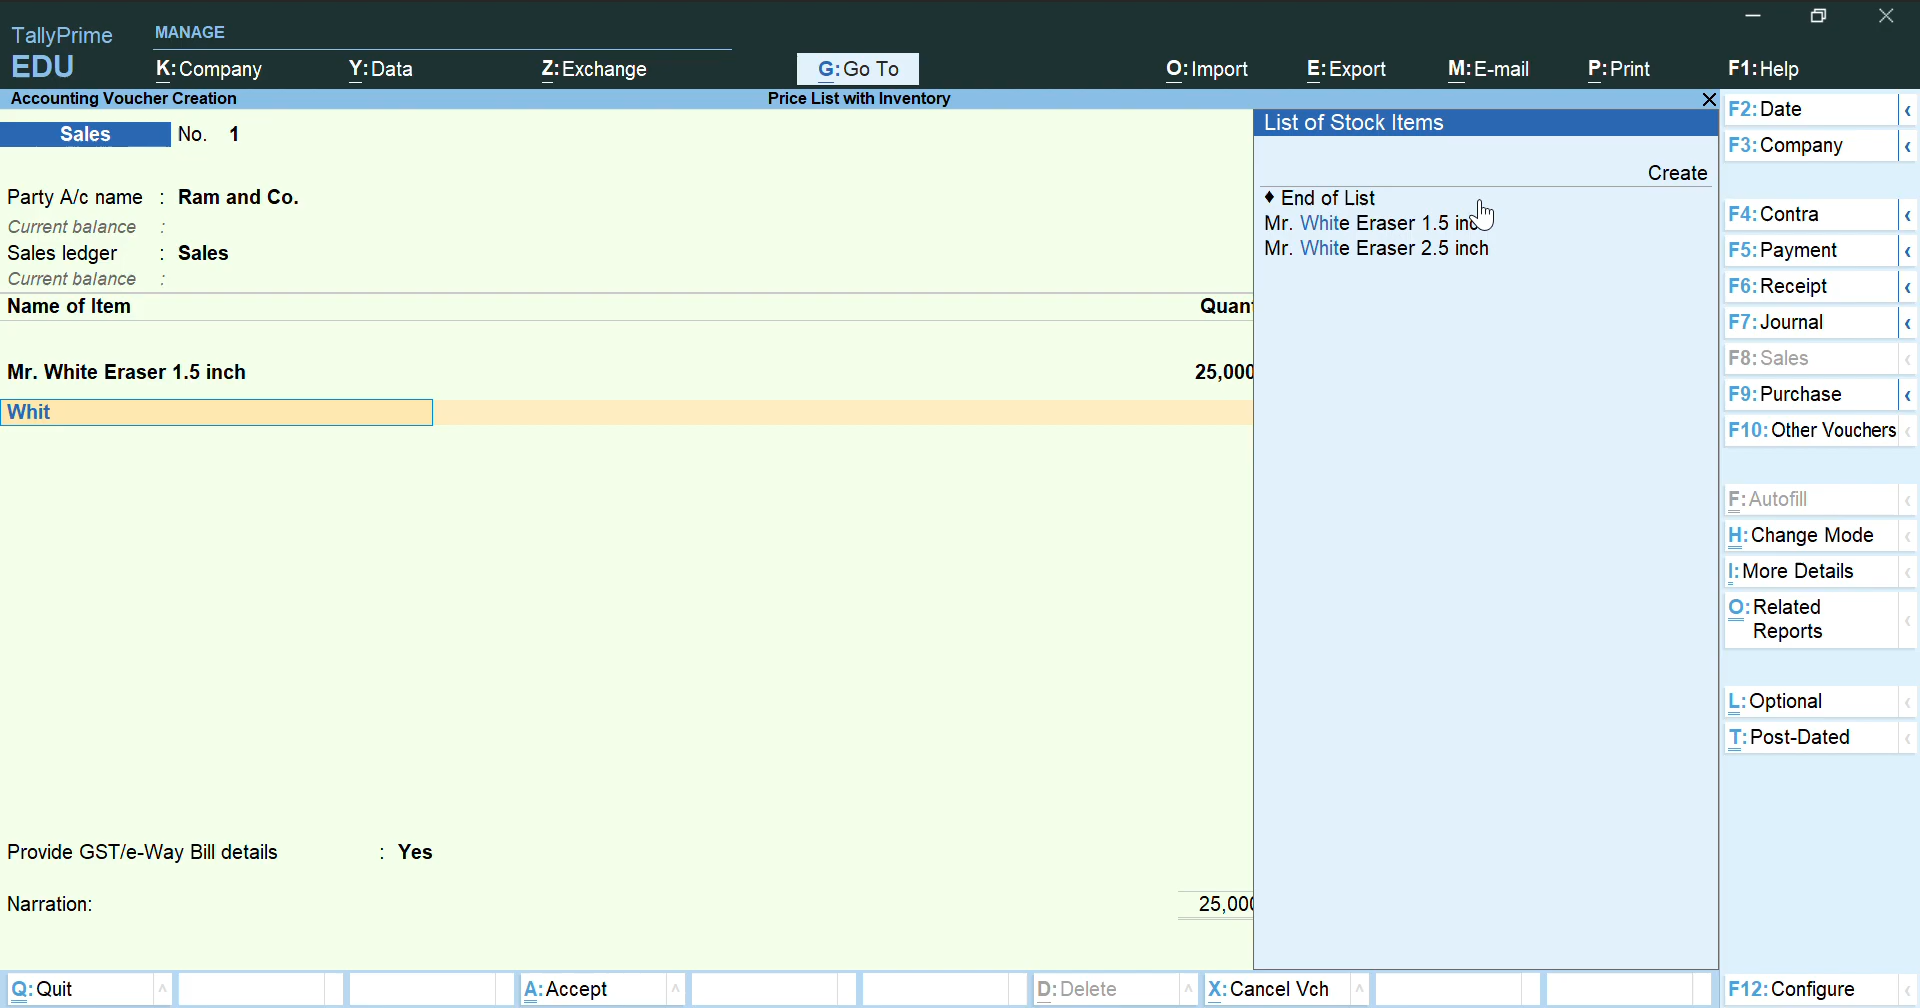 TallyPrime
EDU
MANAGE
K:Company
Y:Data
Z:Exchange
G:Go To
O:Import
E:Export
M:E-mail
P:Print
F1:Help
Accounting Voucher Creation
Price List with Inventory
Sales No. 1
Party A/c name : Ram and Co.
Current balance :
Sales ledger : Sales
Current balance :
Name of Item
Mr. White Eraser 1.5 inch
25,000
Whit
Provide GST/e-Way Bill details : Yes
Narration:
List of Stock Items
Create
♦ End of List
Mr. White Eraser 1.5
Mr. White Eraser 2.5 inch
F2:Date
F3:Company
F4:Contra
F5:Payment
F6:Receipt
F7:Journal
F8:Sales
F9:Purchase
F10:Other Vouchers
F:Autofill
H:Change Mode
I:More Details
O:Related
Reports
L:Optional
T:Post-Dated
Q:Quit
A:Accept
D:Delete
X:Cancel Vch
F12:Configure